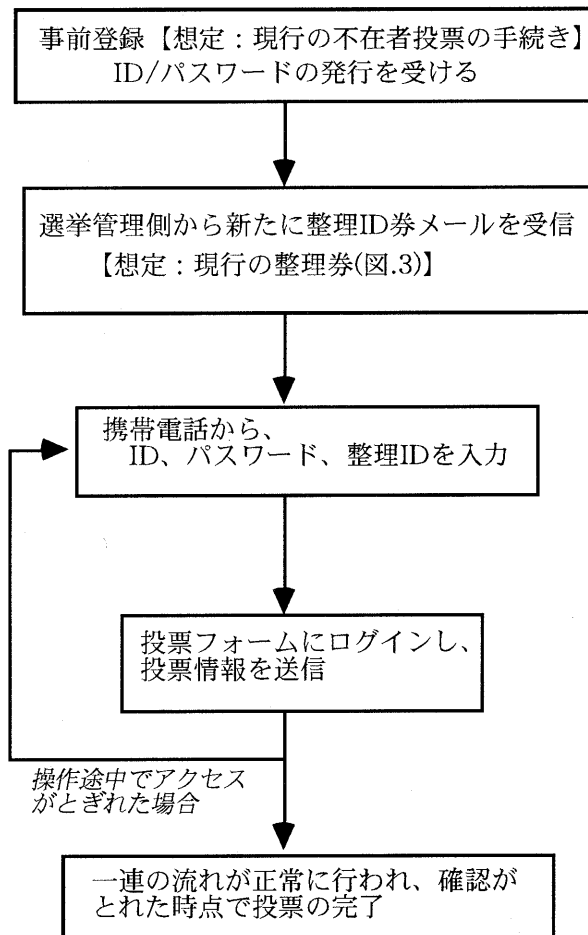 事前登録【想定：現行の不在者投票の手続き】
ID/パスワードの発行を受ける
選挙管理側から新たに整理ID券メールを受信
【想定：現行の整理券(図.3)】
携帯電話から、
ID、パスワード、整理IDを入力
投票フォームにログインし、
投票情報を送信
操作途中でアクセス
がとぎれた場合
一連の流れが正常に行われ、確認が
とれた時点で投票の完了